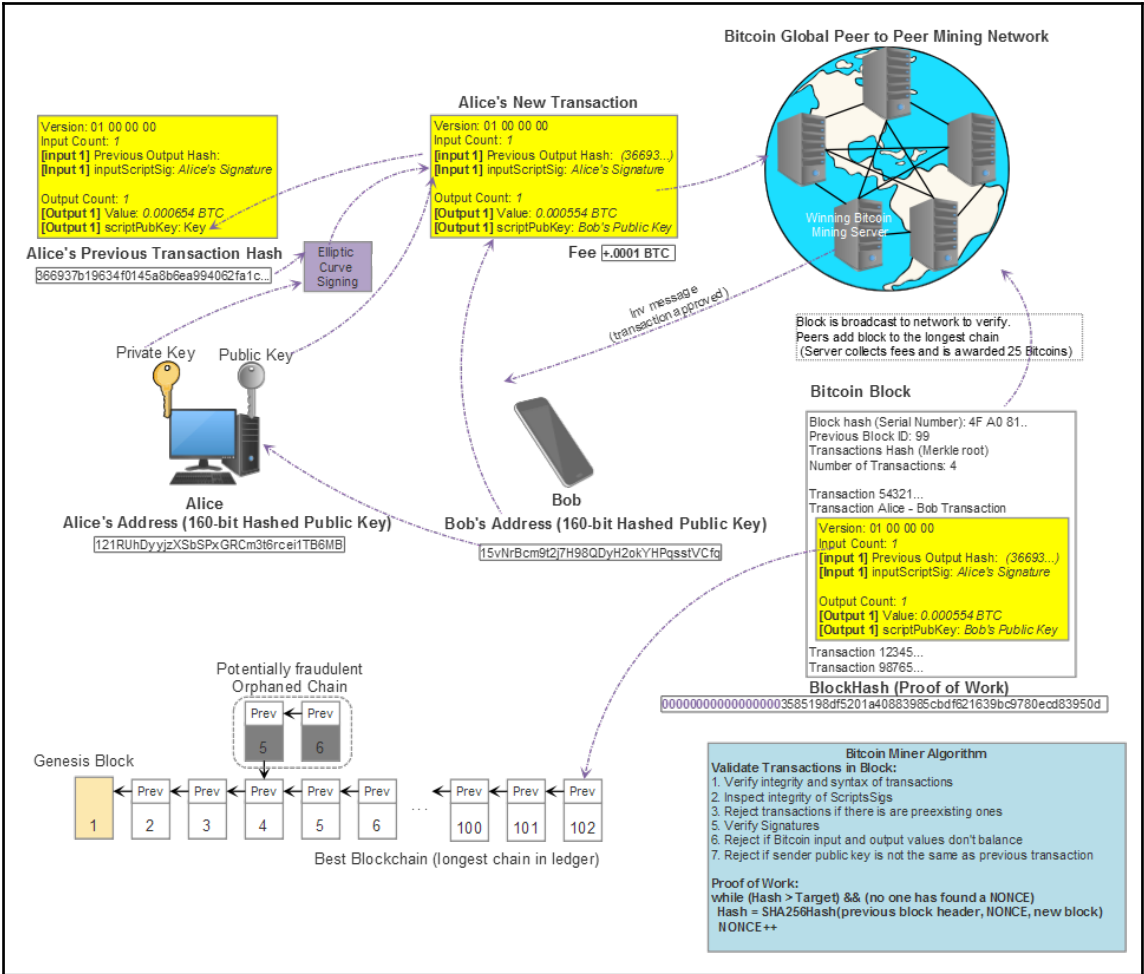 Bitcoin Global Peer to Peer Mining Network
Winning Bitcoin
Mining Server
Alice's New Transaction
Version: 01 00 00 00
Input Count: 1
[input 1] Previous Output Hash:
[Input 1] inputScriptSig: Alice's Signature
Output Count: 1
[Output 1] Value: 0.000654 BTC
[Output 1] scriptPubKey: Key
Alice's Previous Transaction Hash
366937b19634f0145a8b6ea994062fa1c...
Version: 01 00 00 00
Input Count: 1
[input 1] Previous Output Hash: (36693...)
[Input 1] inputScriptSig: Alice's Signature
Output Count: 1
[Output 1] Value: 0.000554 BTC
[Output 1] scriptPubKey: Bob's Public Key
Fee +.0001 BTC
Elliptic
Curve
Signing
Inv message
(transaction approved)
Block is broadcast to network to verify.
Peers add block to the longest chain
(Server collects fees and is awarded 25 Bitcoins)
Private Key
Public Key
Alice
Alice's Address (160-bit Hashed Public Key)
121RUhDyyjzXSbSPxGRCm3t6rcei1TB6MB
Bob
Bob's Address (160-bit Hashed Public Key)
15vNrBcm9t2j7H98QDyH2okYHPqsstVCfq
Bitcoin Block
Block hash (Serial Number): 4F A0 81..
Previous Block ID: 99
Transactions Hash (Merkle root)
Number of Transactions: 4
Transaction 54321...
Transaction Alice - Bob Transaction
Version: 01 00 00 00
Input Count: 1
[input 1] Previous Output Hash: (36693...)
[Input 1] inputScriptSig: Alice's Signature
Output Count: 1
[Output 1] Value: 0.000554 BTC
[Output 1] scriptPubKey: Bob's Public Key
Transaction 12345...
Transaction 98765...
BlockHash (Proof of Work)
000000000000000003585198df5201a40883985cbdf621639bc9780ecd83950d
Potentially fraudulent
Orphaned Chain
Prev Prev
5 6
Genesis Block
Prev Prev Prev Prev Prev ... Prev Prev Prev
1 2 3 4 5 6 100 101 102
Best Blockchain (longest chain in ledger)
Bitcoin Miner Algorithm
Validate Transactions in Block:
1. Verify integrity and syntax of transactions
2. Inspect integrity of ScriptsSigs
3. Reject transactions if there is are preexisting ones
5. Verify Signatures
6. Reject if Bitcoin input and output values don't balance
7. Reject if sender public key is not the same as previous transaction
Proof of Work:
while (Hash > Target) && (no one has found a NONCE)
Hash = SHA256Hash(previous block header, NONCE, new block)
NONCE++